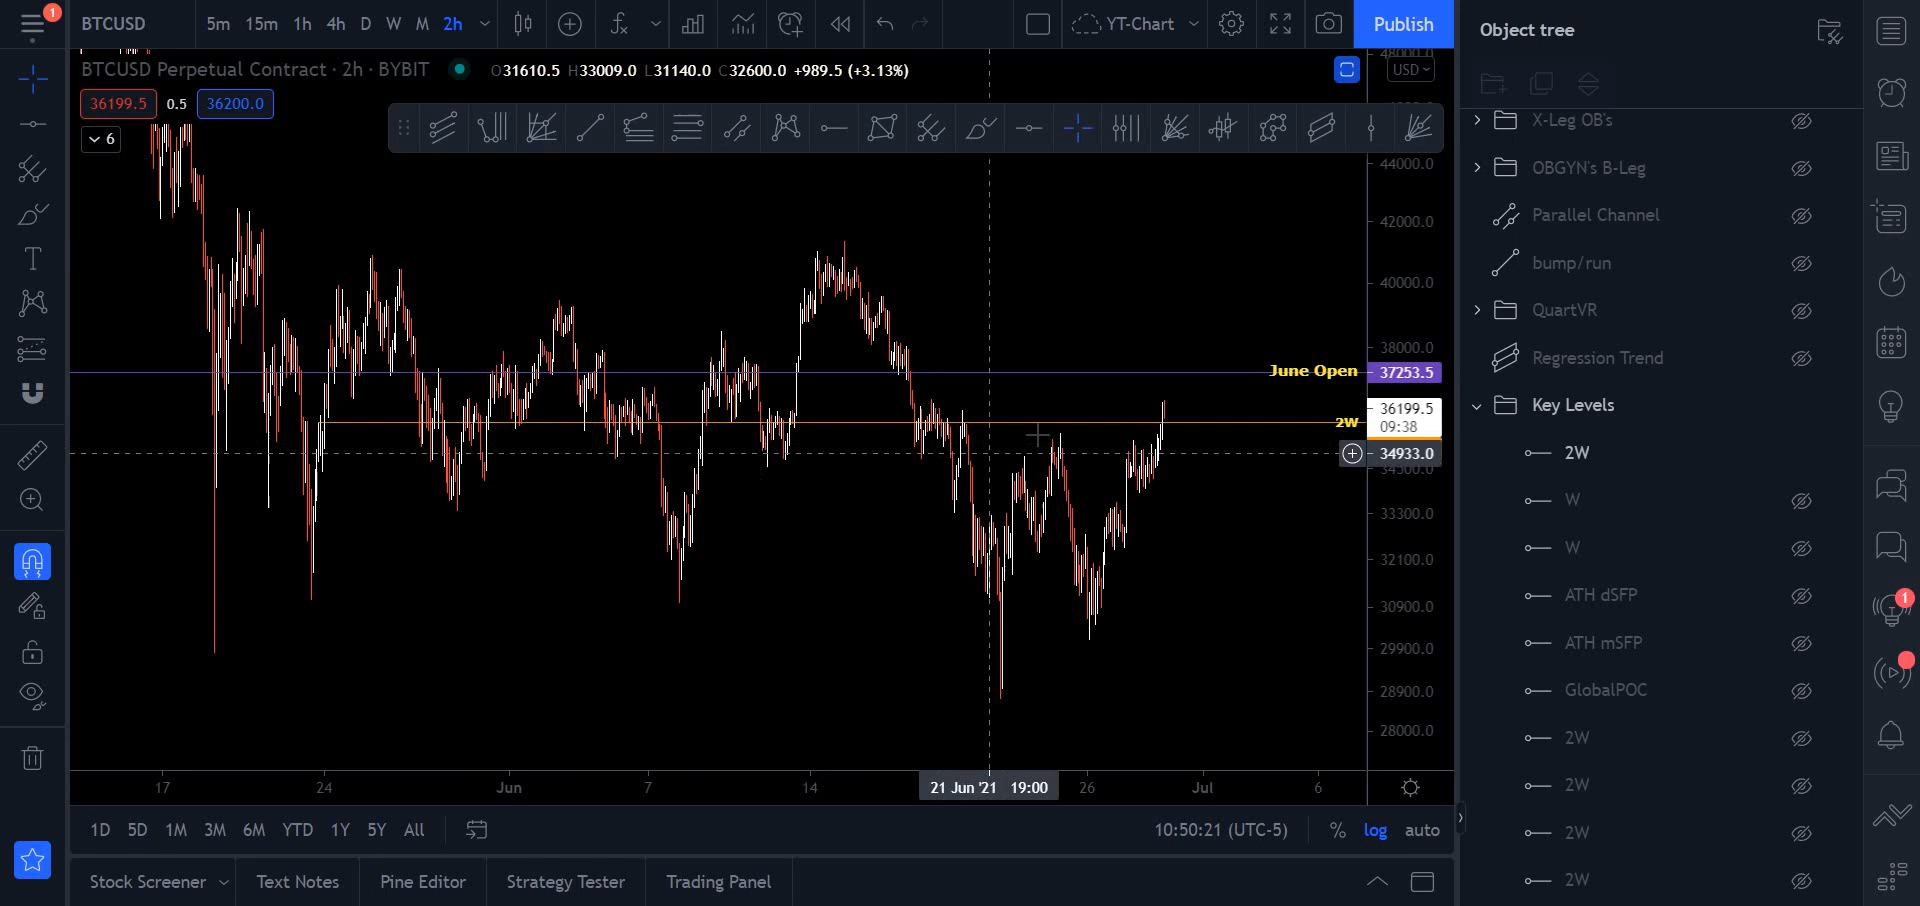 1
BTCUSD
5m 15m 1h 4h D W M 2h
YT-Chart
Publish
BTCUSD Perpetual Contract · 2h · BYBIT
O31610.5 H33009.0 L31140.0 C32600.0 +989.5 (+3.13%)
36199.5 0.5 36200.0
6
48000.0
USD
44000.0
42000.0
40000.0
38000.0
June Open
37253.5
2W
36199.5
09:38
34933.0
34500.0
33300.0
32100.0
30900.0
29900.0
28900.0
28000.0
17 24 Jun 7 14 21 Jun '21 19:00 26 Jul 6
1D 5D 1M 3M 6M YTD 1Y 5Y All
10:50:21 (UTC-5) % log auto
Stock Screener Text Notes Pine Editor Strategy Tester Trading Panel
Object tree
X-Leg OB's
OBGYN's B-Leg
Parallel Channel
bump/run
QuartVR
Regression Trend
Key Levels
2W
W
W
ATH dSFP
ATH mSFP
GlobalPOC
2W
2W
2W
2W
1